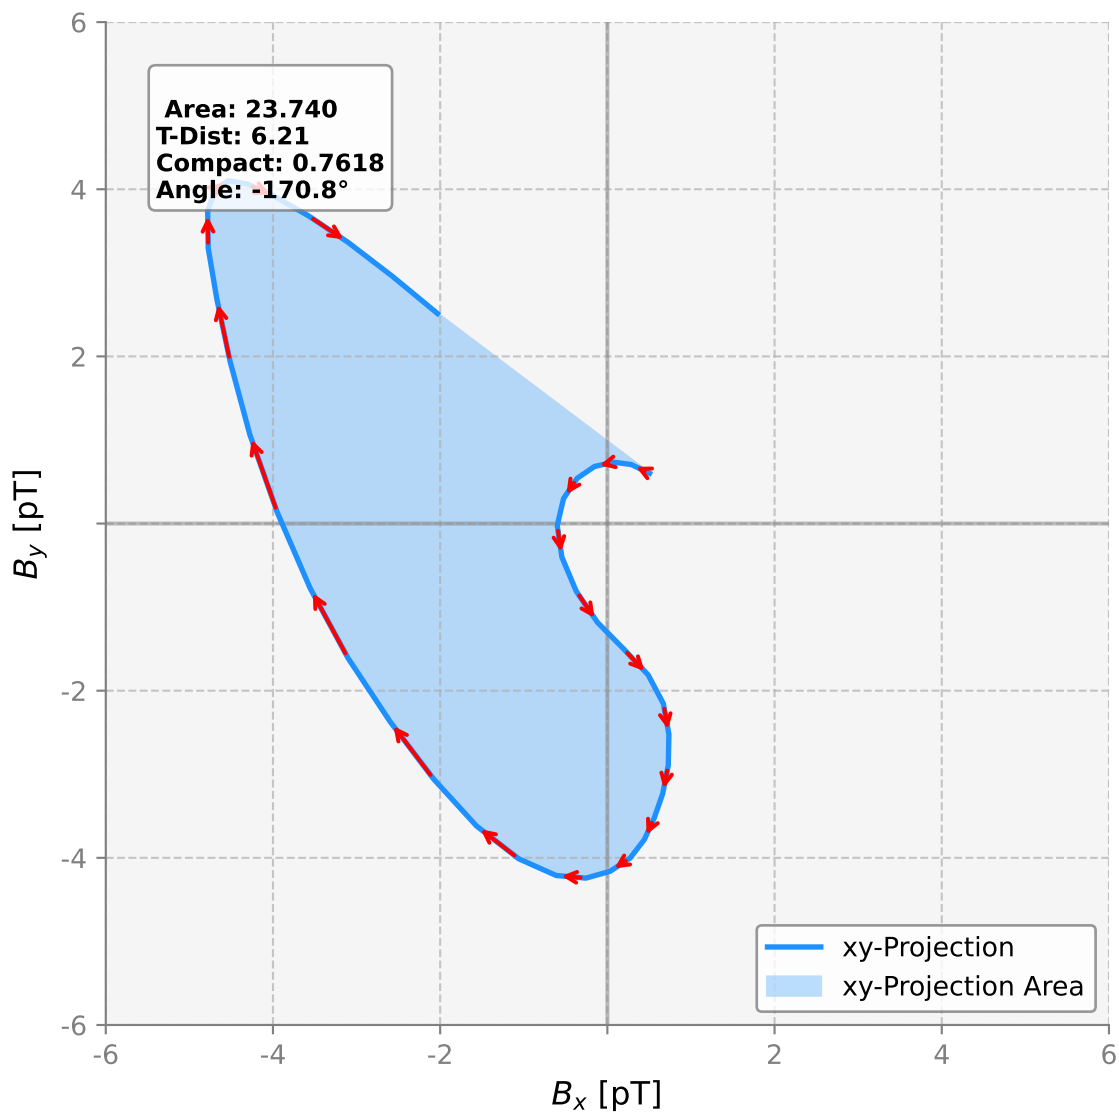 6
Area: 23.740
T-Dist: 6.21
Compact: 0.7618
Angle: -170.8°
4
2
B_y [pT]
-2
-4
xy-Projection
xy-Projection Area
-6
-6 -4 -2 2 4 6
B_x [pT]